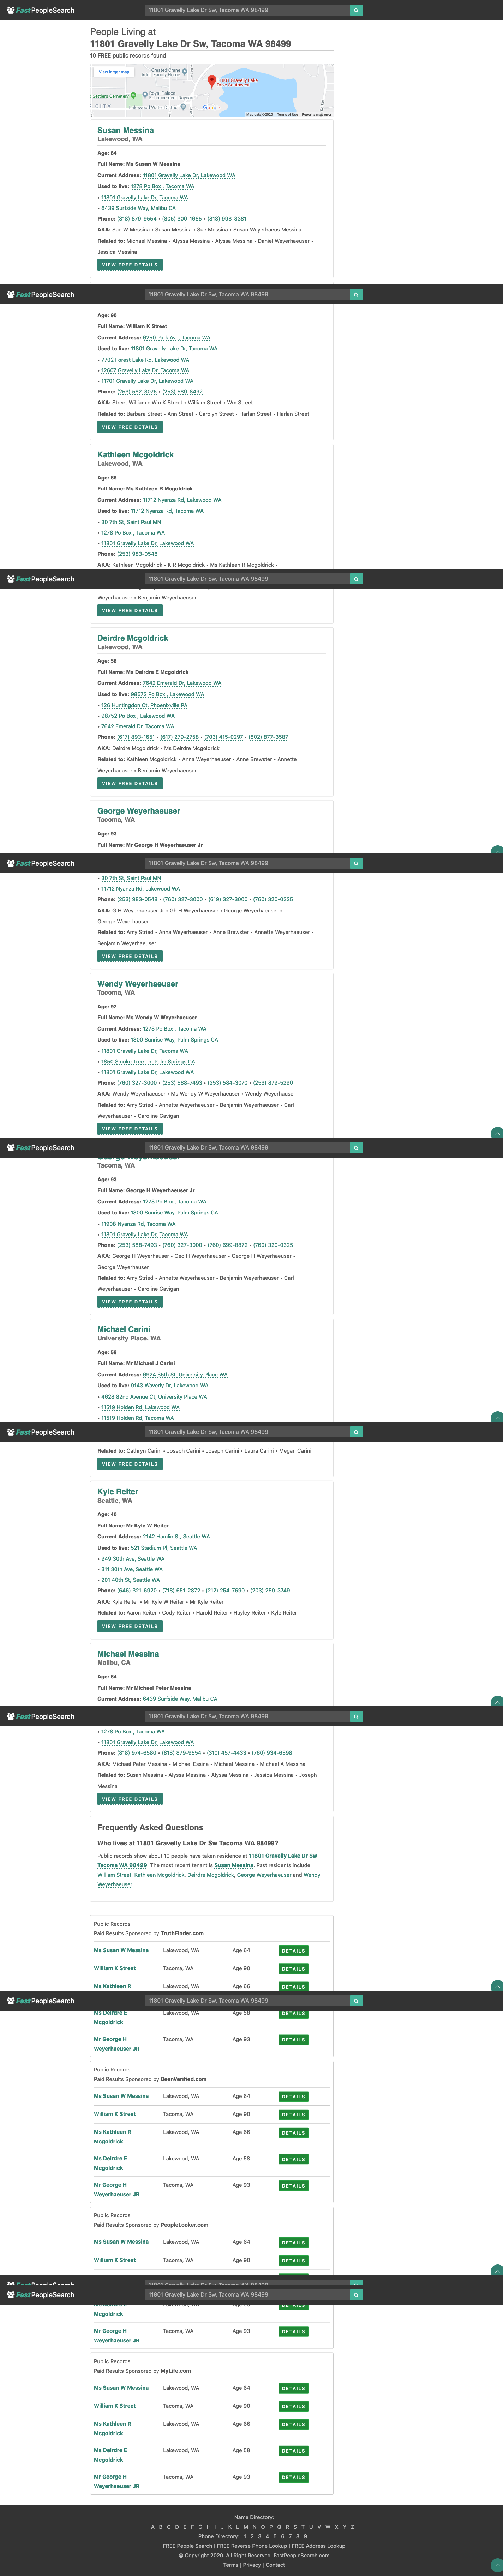 FastPeopleSearch
11801 Gravelly Lake Dr Sw, Tacoma WA 98499
People Living at
11801 Gravelly Lake Dr Sw, Tacoma WA 98499
10 FREE public records found
View larger map
Crested Crane
Adult Family Home
Royal Palace
Enhancement Daycare
t Settlers Cemetery
CITY
Lakewood Water District
11801 Gravelly Lake
Drive Southwest
Google
Map data ©2020
Terms of Use
Report a map error
Susan Messina
Lakewood, WA
Age: 64
Full Name: Ms Susan W Messina
Current Address: 11801 Gravelly Lake Dr, Lakewood WA
Used to live: 1278 Po Box , Tacoma WA
• 11801 Gravelly Lake Dr, Tacoma WA
• 6439 Surfside Way, Malibu CA
Phone: (818) 879-9554 • (805) 300-1665 • (818) 998-8381
AKA: Sue W Messina • Susan Messina • Sue Messina • Susan Weyerhaeus Messina
Related to: Michael Messina • Alyssa Messina • Alyssa Messina • Daniel Weyerhaeuser •
Jessica Messina
VIEW FREE DETAILS
FastPeopleSearch
11801 Gravelly Lake Dr Sw, Tacoma WA 98499
Age: 90
Full Name: William K Street
Current Address: 6250 Park Ave, Tacoma WA
Used to live: 11801 Gravelly Lake Dr, Tacoma WA
• 7702 Forest Lake Rd, Lakewood WA
• 12607 Gravelly Lake Dr, Tacoma WA
• 11701 Gravelly Lake Dr, Lakewood WA
Phone: (253) 582-3075 • (253) 589-8492
AKA: Street William • Wm K Street • William Street • Wm Street
Related to: Barbara Street • Ann Street • Carolyn Street • Harlan Street • Harlan Street
VIEW FREE DETAILS
Kathleen Mcgoldrick
Lakewood, WA
Age: 66
Full Name: Ms Kathleen R Mcgoldrick
Current Address: 11712 Nyanza Rd, Lakewood WA
Used to live: 11712 Nyanza Rd, Tacoma WA
• 30 7th St, Saint Paul MN
• 1278 Po Box , Tacoma WA
• 11801 Gravelly Lake Dr, Lakewood WA
Phone: (253) 983-0548
AKA: Kathleen Mcgoldrick • K R Mcgoldrick • Ms Kathleen R Mcgoldrick •
FastPeopleSearch
11801 Gravelly Lake Dr Sw, Tacoma WA 98499
Weyerhaeuser • Benjamin Weyerhaeuser
VIEW FREE DETAILS
Deirdre Mcgoldrick
Lakewood, WA
Age: 58
Full Name: Ms Deirdre E Mcgoldrick
Current Address: 7642 Emerald Dr, Lakewood WA
Used to live: 98572 Po Box , Lakewood WA
• 126 Huntingdon Ct, Phoenixville PA
• 98752 Po Box , Lakewood WA
• 7642 Emerald Dr, Tacoma WA
Phone: (617) 893-1651 • (617) 279-2758 • (703) 415-0297 • (802) 877-3587
AKA: Deirdre Mcgoldrick • Ms Deirdre Mcgoldrick
Related to: Kathleen Mcgoldrick • Anna Weyerhaeuser • Anne Brewster • Annette
Weyerhaeuser • Benjamin Weyerhaeuser
VIEW FREE DETAILS
George Weyerhaeuser
Tacoma, WA
Age: 93
Full Name: Mr George H Weyerhaeuser Jr
FastPeopleSearch
11801 Gravelly Lake Dr Sw, Tacoma WA 98499
• 30 7th St, Saint Paul MN
• 11712 Nyanza Rd, Lakewood WA
Phone: (253) 983-0548 • (760) 327-3000 • (619) 327-3000 • (760) 320-0325
AKA: G H Weyerhaeuser Jr • Gh H Weyerhaeuser • George Weyerhaeuser •
George Weyerhauser
Related to: Amy Stried • Anna Weyerhaeuser • Anne Brewster • Annette Weyerhaeuser •
Benjamin Weyerhaeuser
VIEW FREE DETAILS
Wendy Weyerhaeuser
Tacoma, WA
Age: 92
Full Name: Ms Wendy W Weyerhaeuser
Current Address: 1278 Po Box , Tacoma WA
Used to live: 1800 Sunrise Way, Palm Springs CA
• 11801 Gravelly Lake Dr, Tacoma WA
• 1850 Smoke Tree Ln, Palm Springs CA
• 11801 Gravelly Lake Dr, Lakewood WA
Phone: (760) 327-3000 • (253) 588-7493 • (253) 584-3070 • (253) 879-5290
AKA: Wendy Weyerhaeuser • Ms Wendy W Weyerhaeuser • Wendy Weyerhauser
Related to: Amy Stried • Annette Weyerhaeuser • Benjamin Weyerhaeuser • Carl
Weyerhaeuser • Caroline Gavigan
VIEW FREE DETAILS
FastPeopleSearch
11801 Gravelly Lake Dr Sw, Tacoma WA 98499
George Weyerhaeuser
Tacoma, WA
Age: 93
Full Name: Mr George H Weyerhaeuser Jr
Current Address: 1278 Po Box , Tacoma WA
Used to live: 1800 Sunrise Way, Palm Springs CA
• 11908 Nyanza Rd, Tacoma WA
• 11801 Gravelly Lake Dr, Tacoma WA
Phone: (253) 588-7493 • (760) 327-3000 • (760) 699-8872 • (760) 320-0325
AKA: George H Weyerhauser • Geo H Weyerhaeuser • George H Weyerhaeuser •
George Weyerhauser
Related to: Amy Stried • Annette Weyerhaeuser • Benjamin Weyerhaeuser • Carl
Weyerhaeuser • Caroline Gavigan
VIEW FREE DETAILS
Michael Carini
University Place, WA
Age: 58
Full Name: Mr Michael J Carini
Current Address: 6924 35th St, University Place WA
Used to live: 9143 Waverly Dr, Lakewood WA
• 4628 82nd Avenue Ct, University Place WA
• 11519 Holden Rd, Lakewood WA
• 11519 Holden Rd, Tacoma WA
FastPeopleSearch
11801 Gravelly Lake Dr Sw, Tacoma WA 98499
Related to: Cathryn Carini • Joseph Carini • Joseph Carini • Laura Carini • Megan Carini
VIEW FREE DETAILS
Kyle Reiter
Seattle, WA
Age: 40
Full Name: Mr Kyle W Reiter
Current Address: 2142 Hamlin St, Seattle WA
Used to live: 521 Stadium Pl, Seattle WA
• 949 30th Ave, Seattle WA
• 311 30th Ave, Seattle WA
• 201 40th St, Seattle WA
Phone: (646) 321-6920 • (718) 651-2872 • (212) 254-7690 • (203) 259-3749
AKA: Kyle Reiter • Mr Kyle W Reiter • Mr Kyle Reiter
Related to: Aaron Reiter • Cody Reiter • Harold Reiter • Hayley Reiter • Kyle Reiter
VIEW FREE DETAILS
Michael Messina
Malibu, CA
Age: 64
Full Name: Mr Michael Peter Messina
Current Address: 6439 Surfside Way, Malibu CA
FastPeopleSearch
11801 Gravelly Lake Dr Sw, Tacoma WA 98499
• 1278 Po Box , Tacoma WA
• 11801 Gravelly Lake Dr, Lakewood WA
Phone: (818) 974-6580 • (818) 879-9554 • (310) 457-4433 • (760) 934-6398
AKA: Michael Peter Messina • Michael Essina • Michael Messina • Michael A Messina
Related to: Susan Messina • Alyssa Messina • Alyssa Messina • Jessica Messina • Joseph
Messina
VIEW FREE DETAILS
Frequently Asked Questions
Who lives at 11801 Gravelly Lake Dr Sw Tacoma WA 98499?
Public records show about 10 people have taken residence at 11801 Gravelly Lake Dr Sw
Tacoma WA 98499. The most recent tenant is Susan Messina. Past residents include
William Street, Kathleen Mcgoldrick, Deirdre Mcgoldrick, George Weyerhaeuser and Wendy
Weyerhaeuser.
Public Records
Paid Results Sponsored by TruthFinder.com
Ms Susan W Messina Lakewood, WA Age 64 DETAILS
William K Street Tacoma, WA Age 90 DETAILS
Ms Kathleen R Lakewood, WA Age 66 DETAILS
FastPeopleSearch
11801 Gravelly Lake Dr Sw, Tacoma WA 98499
Ms Deirdre E Lakewood, WA Age 58 DETAILS
Mcgoldrick
Mr George H Tacoma, WA Age 93 DETAILS
Weyerhaeuser JR
Public Records
Paid Results Sponsored by BeenVerified.com
Ms Susan W Messina Lakewood, WA Age 64 DETAILS
William K Street Tacoma, WA Age 90 DETAILS
Ms Kathleen R Lakewood, WA Age 66 DETAILS
Mcgoldrick
Ms Deirdre E Lakewood, WA Age 58 DETAILS
Mcgoldrick
Mr George H Tacoma, WA Age 93 DETAILS
Weyerhaeuser JR
Public Records
Paid Results Sponsored by PeopleLooker.com
Ms Susan W Messina Lakewood, WA Age 64 DETAILS
William K Street Tacoma, WA Age 90 DETAILS
FastPeopleSearch
11801 Gravelly Lake Dr Sw, Tacoma WA 98499
Ms Deirdre E Lakewood, WA Age 58 DETAILS
Mcgoldrick
Mr George H Tacoma, WA Age 93 DETAILS
Weyerhaeuser JR
Public Records
Paid Results Sponsored by MyLife.com
Ms Susan W Messina Lakewood, WA Age 64 DETAILS
William K Street Tacoma, WA Age 90 DETAILS
Ms Kathleen R Lakewood, WA Age 66 DETAILS
Mcgoldrick
Ms Deirdre E Lakewood, WA Age 58 DETAILS
Mcgoldrick
Mr George H Tacoma, WA Age 93 DETAILS
Weyerhaeuser JR
Name Directory:
A B C D E F G H I J K L M N O P Q R S T U V W X Y Z
Phone Directory: 1 2 3 4 5 6 7 8 9
FREE People Search | FREE Reverse Phone Lookup | FREE Address Lookup
© Copyright 2020. All Right Reserved. FastPeopleSearch.com
Terms | Privacy | Contact